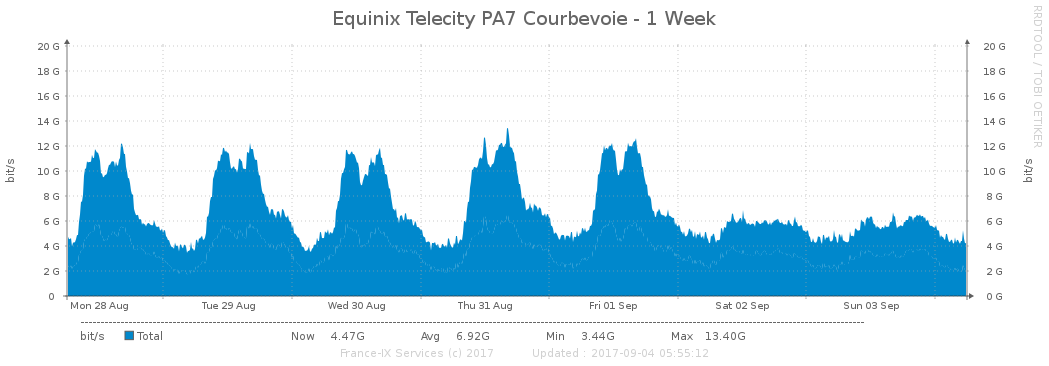 Equinix Telecity PA7 Courbevoie - 1 Week
RRDTOOL / TOBI OETIKER
bit/s
20 G 20 G
18 G 18 G
16 G 16 G
14 G 14 G
12 G 12 G
10 G 10 G
8 G 8 G
6 G 6 G
4 G 4 G
2 G 2 G
0 0 G
bit/s
Mon 28 Aug Tue 29 Aug Wed 30 Aug Thu 31 Aug Fri 01 Sep Sat 02 Sep Sun 03 Sep
bit/s Total Now 4.47G Avg 6.92G Min 3.44G Max 13.40G
France-IX Services (c) 2017 Updated : 2017-09-04 05:55:12